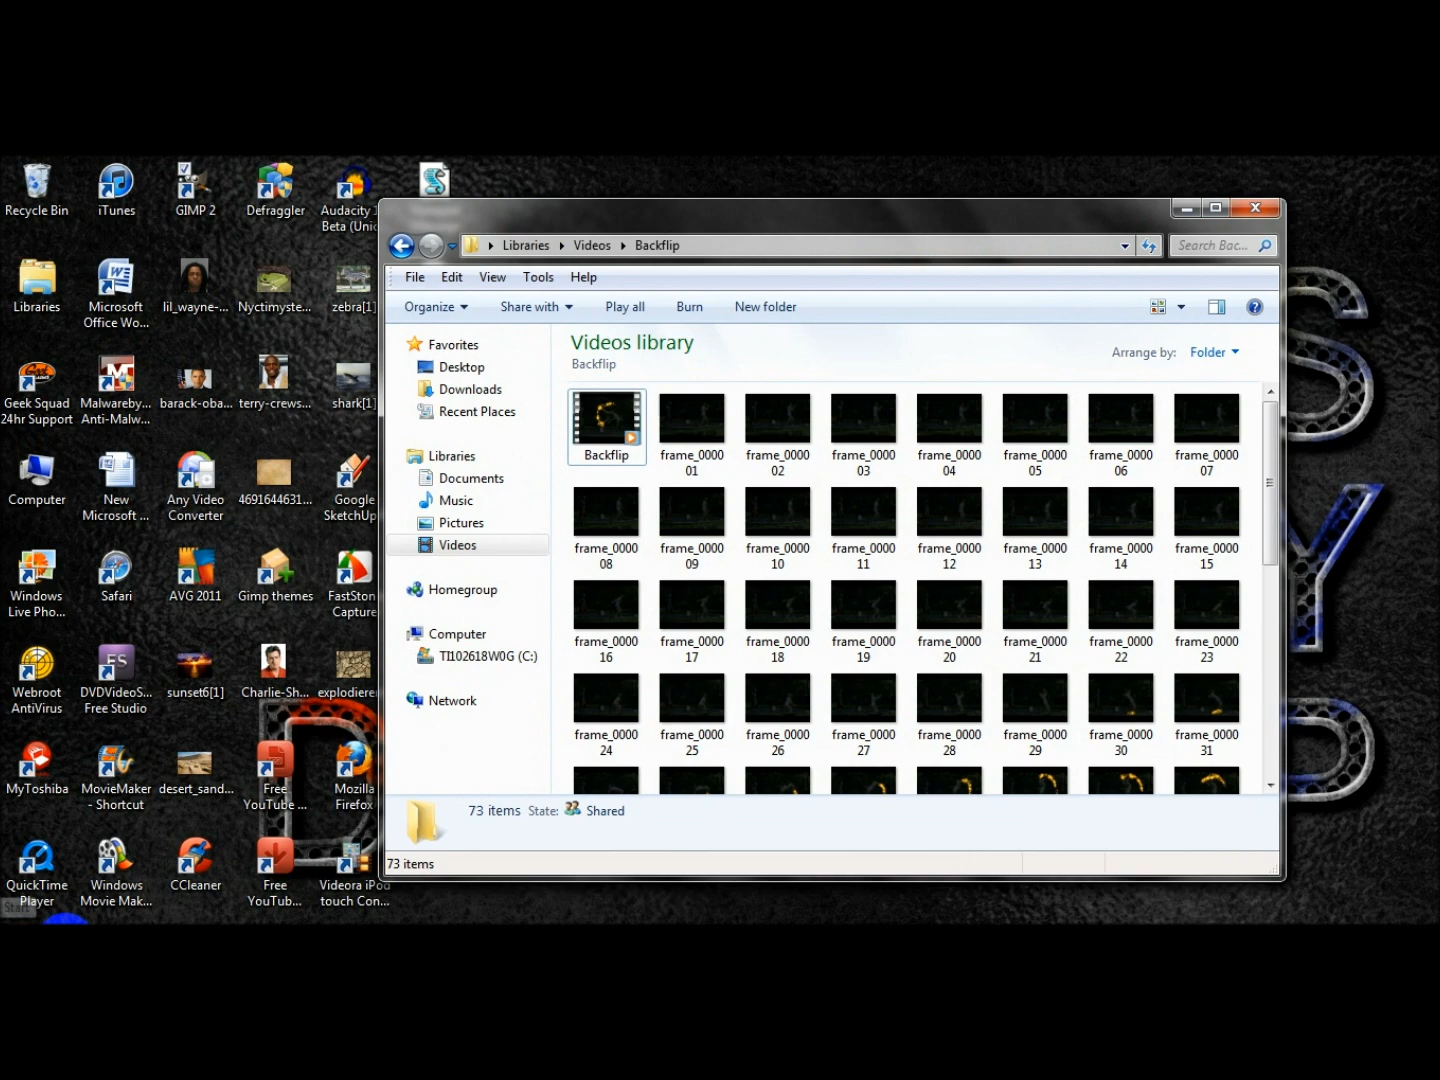 Recycle Bin
iTunes
GIMP 2
Defraggler
Audacity
Beta (Unic
Libraries
Microsoft
Office Wo...
lil_wayne-...
Nyctimyste...
zebra[1]
Geek Squad
24hr Support
Malwareby...
Anti-Malw...
barack-oba...
terry-crews...
shark[1]
Computer
New
Microsoft ...
Any Video
Converter
4691644631...
Google
SketchUp
Windows
Live Pho...
Safari
AVG 2011
Gimp themes
FastSton
Capture
Webroot
AntiVirus
DVDVideoS...
Free Studio
sunset6[1]
Charlie-Sh...
explodieren
MyToshiba
MovieMaker
- Shortcut
desert_sand...
Free
YouTube ...
Mozilla
Firefox
QuickTime
Player
Windows
Movie Mak...
CCleaner
Free
YouTub...
Videora iPod
touch Con...
Start
Libraries Videos Backflip
Search Bac...
File Edit View Tools Help
Organize Share with Play all Burn New folder
Favorites
Desktop
Downloads
Recent Places
Libraries
Documents
Music
Pictures
Videos
Homegroup
Computer
TI102618W0G (C:)
Network
Videos library
Backflip
Arrange by: Folder
Backflip
frame_0000
01
frame_0000
02
frame_0000
03
frame_0000
04
frame_0000
05
frame_0000
06
frame_0000
07
frame_0000
08
frame_0000
09
frame_0000
10
frame_0000
11
frame_0000
12
frame_0000
13
frame_0000
14
frame_0000
15
frame_0000
16
frame_0000
17
frame_0000
18
frame_0000
19
frame_0000
20
frame_0000
21
frame_0000
22
frame_0000
23
frame_0000
24
frame_0000
25
frame_0000
26
frame_0000
27
frame_0000
28
frame_0000
29
frame_0000
30
frame_0000
31
73 items State: Shared
73 items
S
Y
D
D